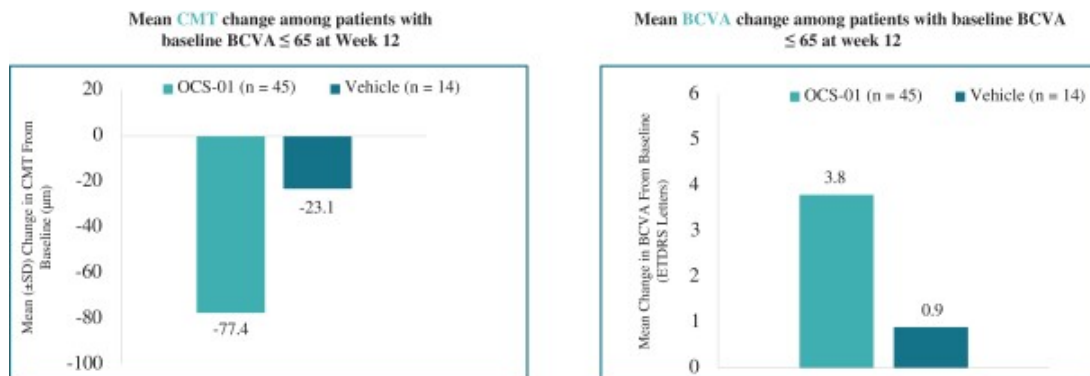 Mean CMT change among patients with
baseline BCVA ≤ 65 at Week 12
OCS-01 (n = 45)
Vehicle (n = 14)
Mean (±SD) Change in CMT From
Baseline (μm)
20
0
-20
-40
-60
-80
-100
-77.4
-23.1
Mean BCVA change among patients with baseline BCVA
≤ 65 at week 12
OCS-01 (n = 45)
Vehicle (n = 14)
Mean Change in BCVA From Baseline
(ETDRS Letters)
6
5
4
3
2
1
0
3.8
0.9